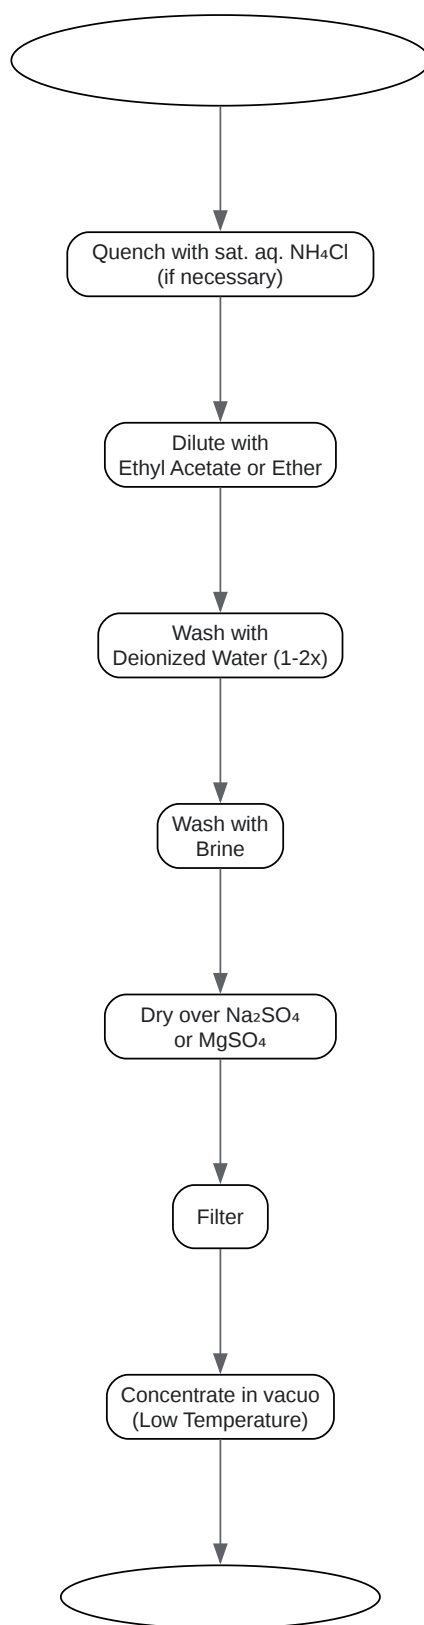 Quench with sat. aq. NH₄Cl
(if necessary)
Dilute with
Ethyl Acetate or Ether
Wash with
Deionized Water (1-2x)
Wash with
Brine
Dry over Na₂SO₄
or MgSO₄
Filter
Concentrate in vacuo
(Low Temperature)